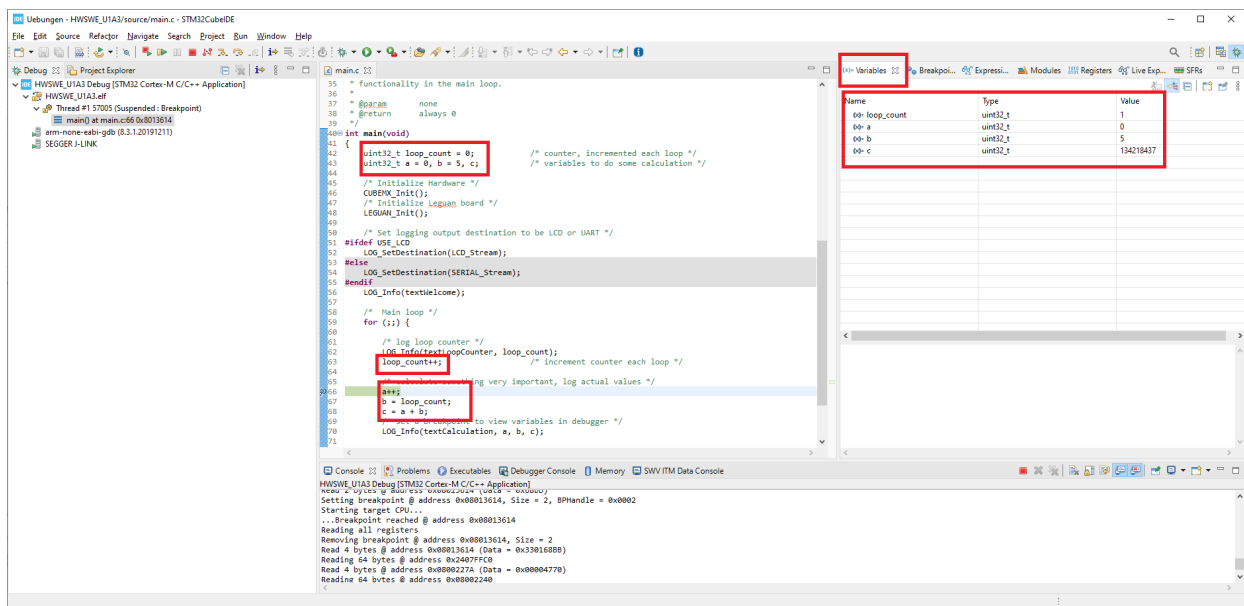 IDE Uebungen - HWSWE_U1A3/source/main.c - STM32CubeIDE
File Edit Source Refactor Navigate Search Project Run Window Help
Debug Project Explorer
HWSWE_U1A3 Debug [STM32 Cortex-M C/C++ Application]
HWSWE_U1A3.elf
Thread #1 57005 (Suspended : Breakpoint)
main() at main.c:66 0x8013614
arm-none-eabi-gdb (8.3.1.20191211)
SEGGER J-LINK
main.c
35 * functionality in the main loop.
36 *
37 * @param none
38 * @return always 0
39 */
40 int main(void)
41 {
42 uint32_t loop_count = 0; /* counter, incremented each loop */
43 uint32_t a = 0, b = 5, c; /* variables to do some calculation */
44
45 /* Initialize Hardware */
46 CUBEMX_Init();
47 /* Initialize Leguan board */
48 LEGUAN_Init();
49
50 /* Set logging output destination to be LCD or UART */
51 #ifdef USE_LCD
52 LOG_SetDestination(LCD_Stream);
53 #else
54 LOG_SetDestination(SERIAL_Stream);
55 #endif
56 LOG_Info(textWelcome);
57
58 /* Main loop */
59 for (;;) {
60
61 /* log loop counter */
62 LOG_Info(textLoopCounter, loop_count);
63 loop_count++; /* increment counter each loop */
64
65 very important, log actual values */
66 a++;
67 b = loop_count;
68 c = a + b;
69 to view variables in debugger */
70 LOG_Info(textCalculation, a, b, c);
71
(x)= Variables Breakpoi... Expressi... Modules Registers Live Exp... SFRs
Name Type Value
(x)= loop_count uint32_t 1
(x)= a uint32_t 0
(x)= b uint32_t 5
(x)= c uint32_t 134218437
Console Problems Executables Debugger Console Memory SWV ITM Data Console
HWSWE_U1A3 Debug [STM32 Cortex-M C/C++ Application]
Setting breakpoint @ address 0x08013614, Size = 2, BPHandle = 0x0002
Starting target CPU...
...Breakpoint reached @ address 0x08013614
Reading all registers
Removing breakpoint @ address 0x08013614, Size = 2
Read 4 bytes @ address 0x08013614 (Data = 0x330168BB)
Reading 64 bytes @ address 0x2407FFC0
Read 4 bytes @ address 0x0800227A (Data = 0x00004770)
Reading 64 bytes @ address 0x08002240